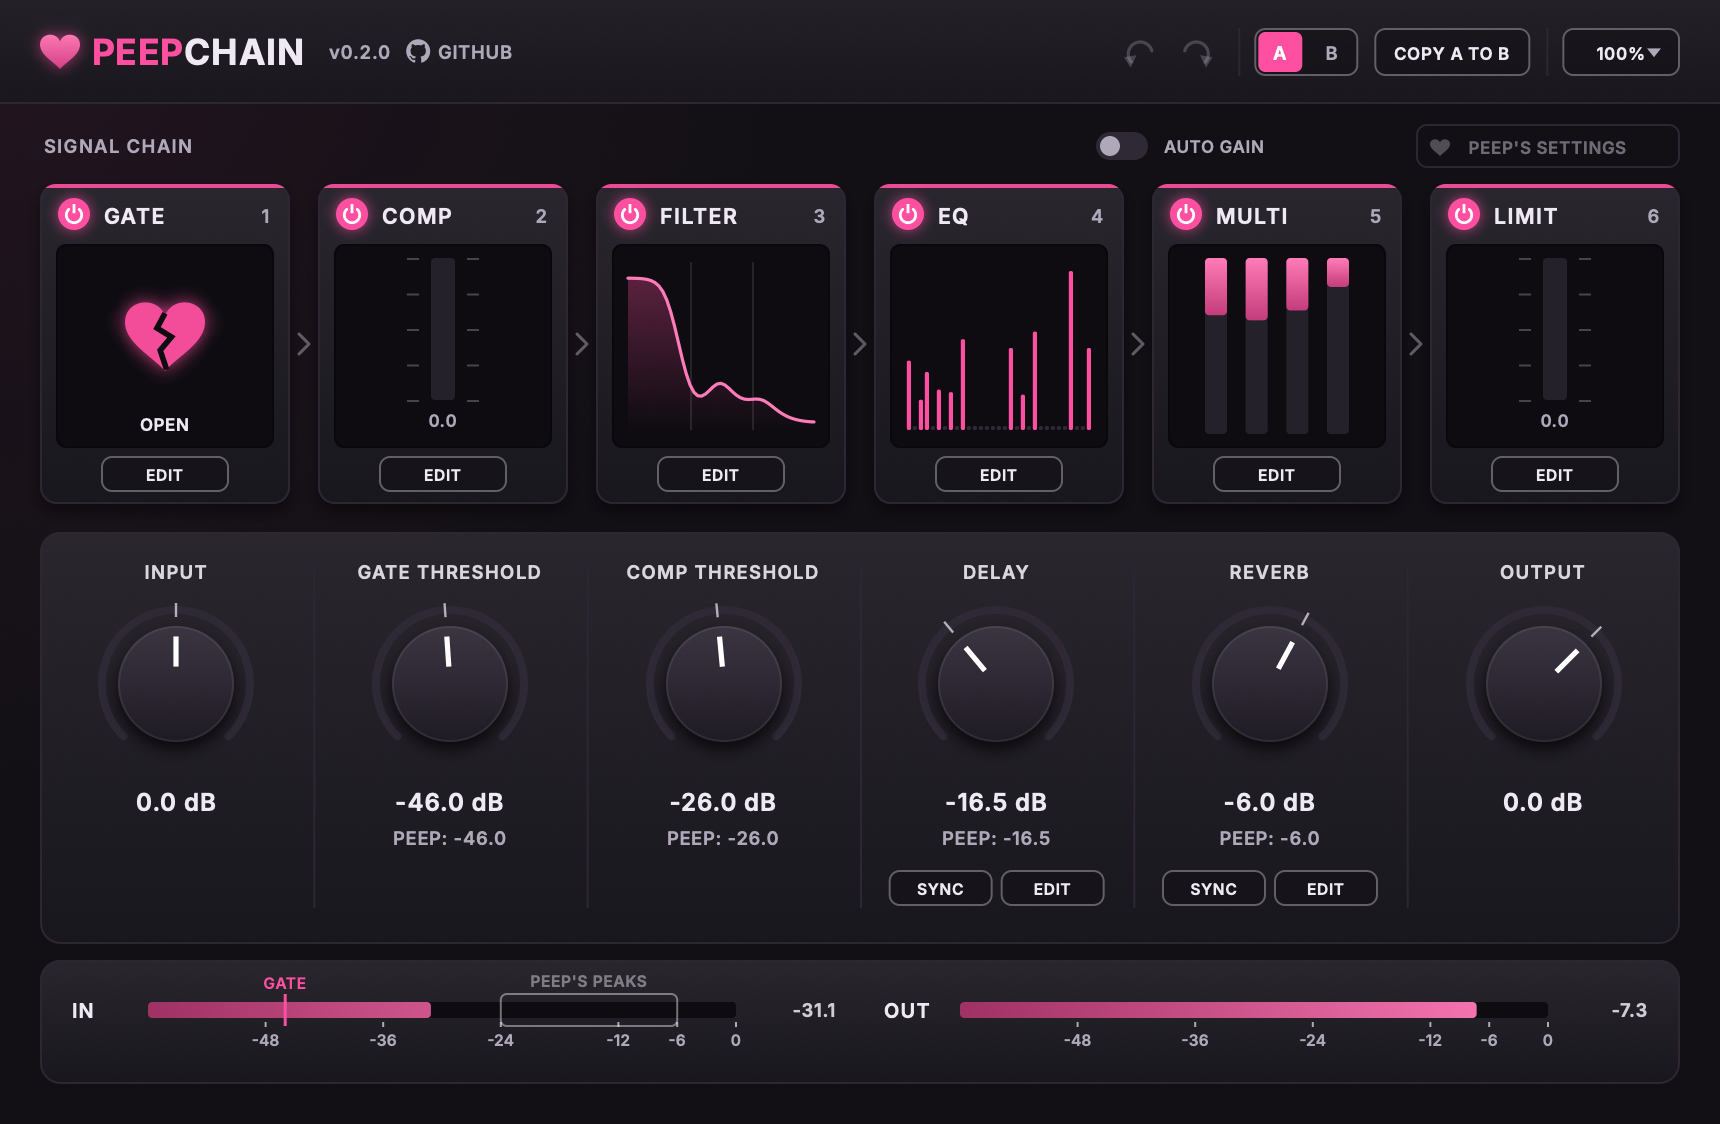 PEEPCHAIN v0.2.0 GITHUB A B COPY A TO B 100%
SIGNAL CHAIN AUTO GAIN PEEP'S SETTINGS
GATE 1 COMP 2 FILTER 3 EQ 4 MULTI 5 LIMIT 6
OPEN 0.0 0.0
EDIT EDIT EDIT EDIT EDIT EDIT
INPUT GATE THRESHOLD COMP THRESHOLD DELAY REVERB OUTPUT
0.0 dB -46.0 dB -26.0 dB -16.5 dB -6.0 dB 0.0 dB
PEEP: -46.0 PEEP: -26.0 PEEP: -16.5 PEEP: -6.0
SYNC EDIT SYNC EDIT
GATE PEEP'S PEAKS
IN -31.1 OUT -7.3
-48 -36 -24 -12 -6 0 -48 -36 -24 -12 -6 0